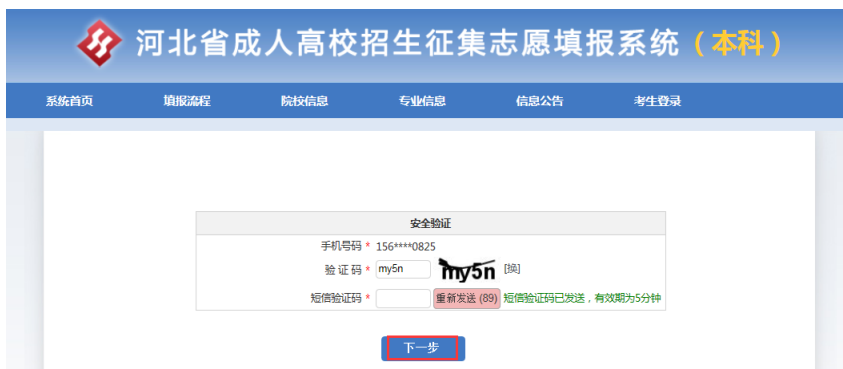 河北省成人高校招生征集志愿填报系统（本科）
系统首页 填报流程 院校信息 专业信息 信息公告 考生登录
安全验证
手机号码 * 156****0825
验 证 码 * my5n my5n [换]
短信验证码 * 重新发送 (89) 短信验证码已发送，有效期为5分钟
下一步